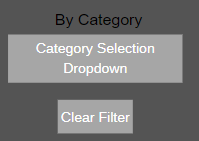 By Category
Category Selection
Dropdown
Clear Filter